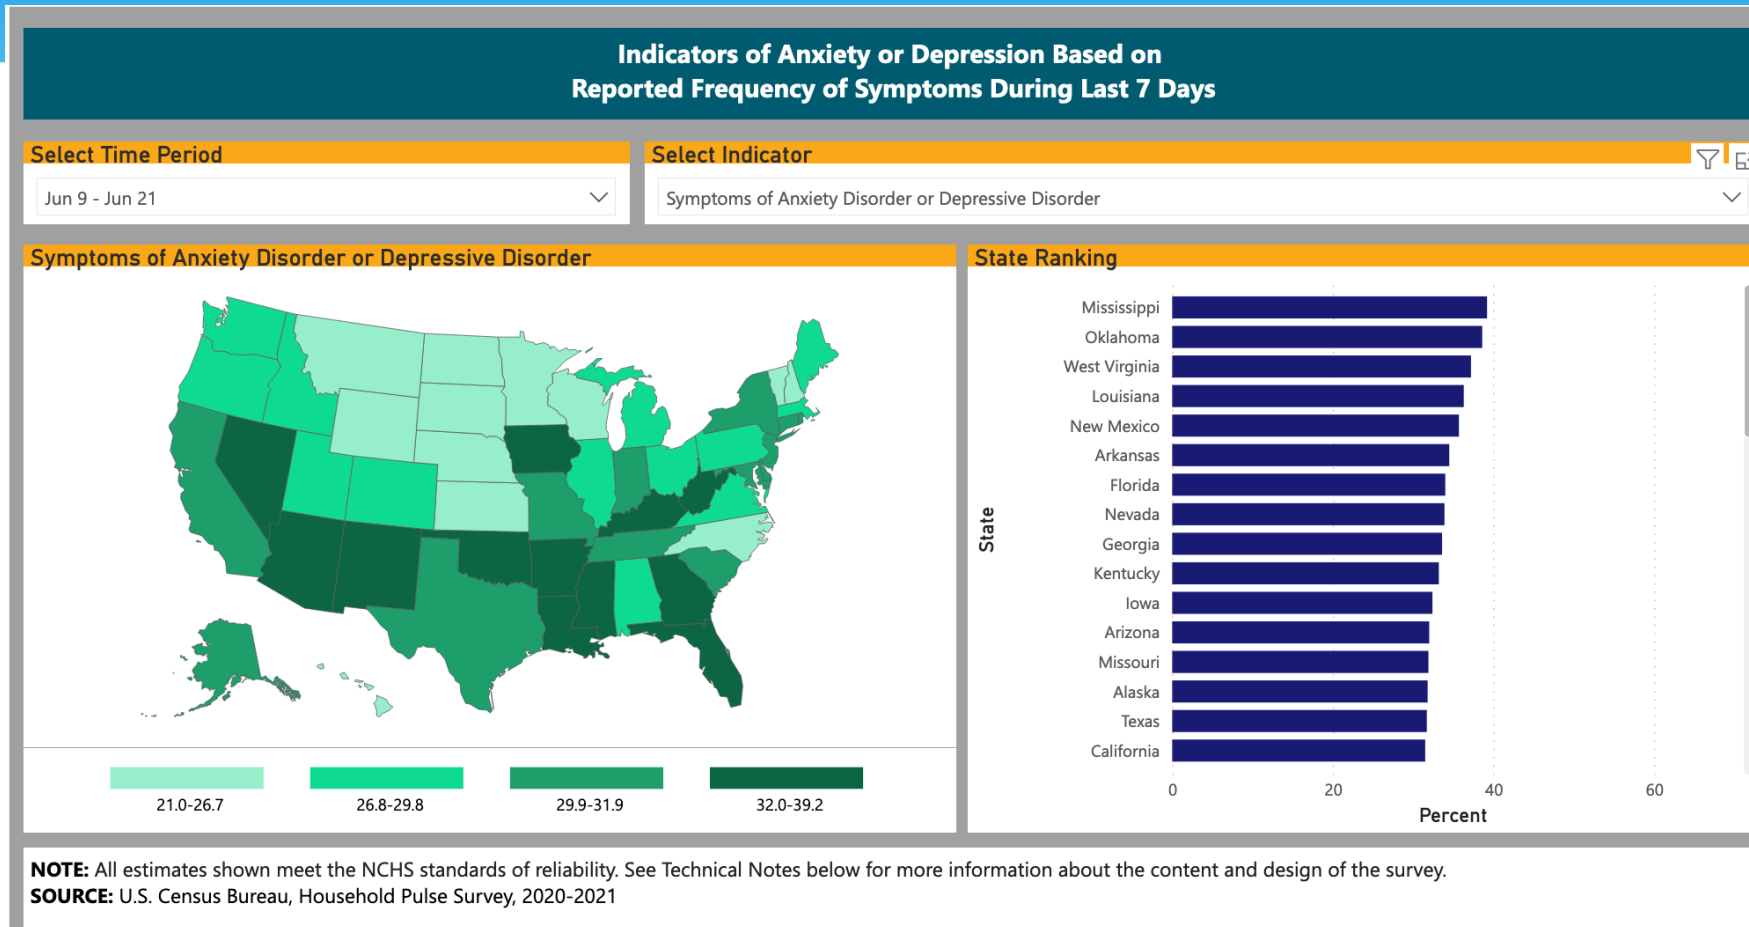 Indicators of Anxiety or Depression Based on
Reported Frequency of Symptoms During Last 7 Days
Select Time Period
Jun 9 - Jun 21
Select Indicator
Symptoms of Anxiety Disorder or Depressive Disorder
Symptoms of Anxiety Disorder or Depressive Disorder
21.0-26.7
26.8-29.8
29.9-31.9
32.0-39.2
State Ranking
State
Mississippi
Oklahoma
West Virginia
Louisiana
New Mexico
Arkansas
Florida
Nevada
Georgia
Kentucky
Iowa
Arizona
Missouri
Alaska
Texas
California
0
20
40
60
Percent
NOTE: All estimates shown meet the NCHS standards of reliability. See Technical Notes below for more information about the content and design of the survey.
SOURCE: U.S. Census Bureau, Household Pulse Survey, 2020-2021